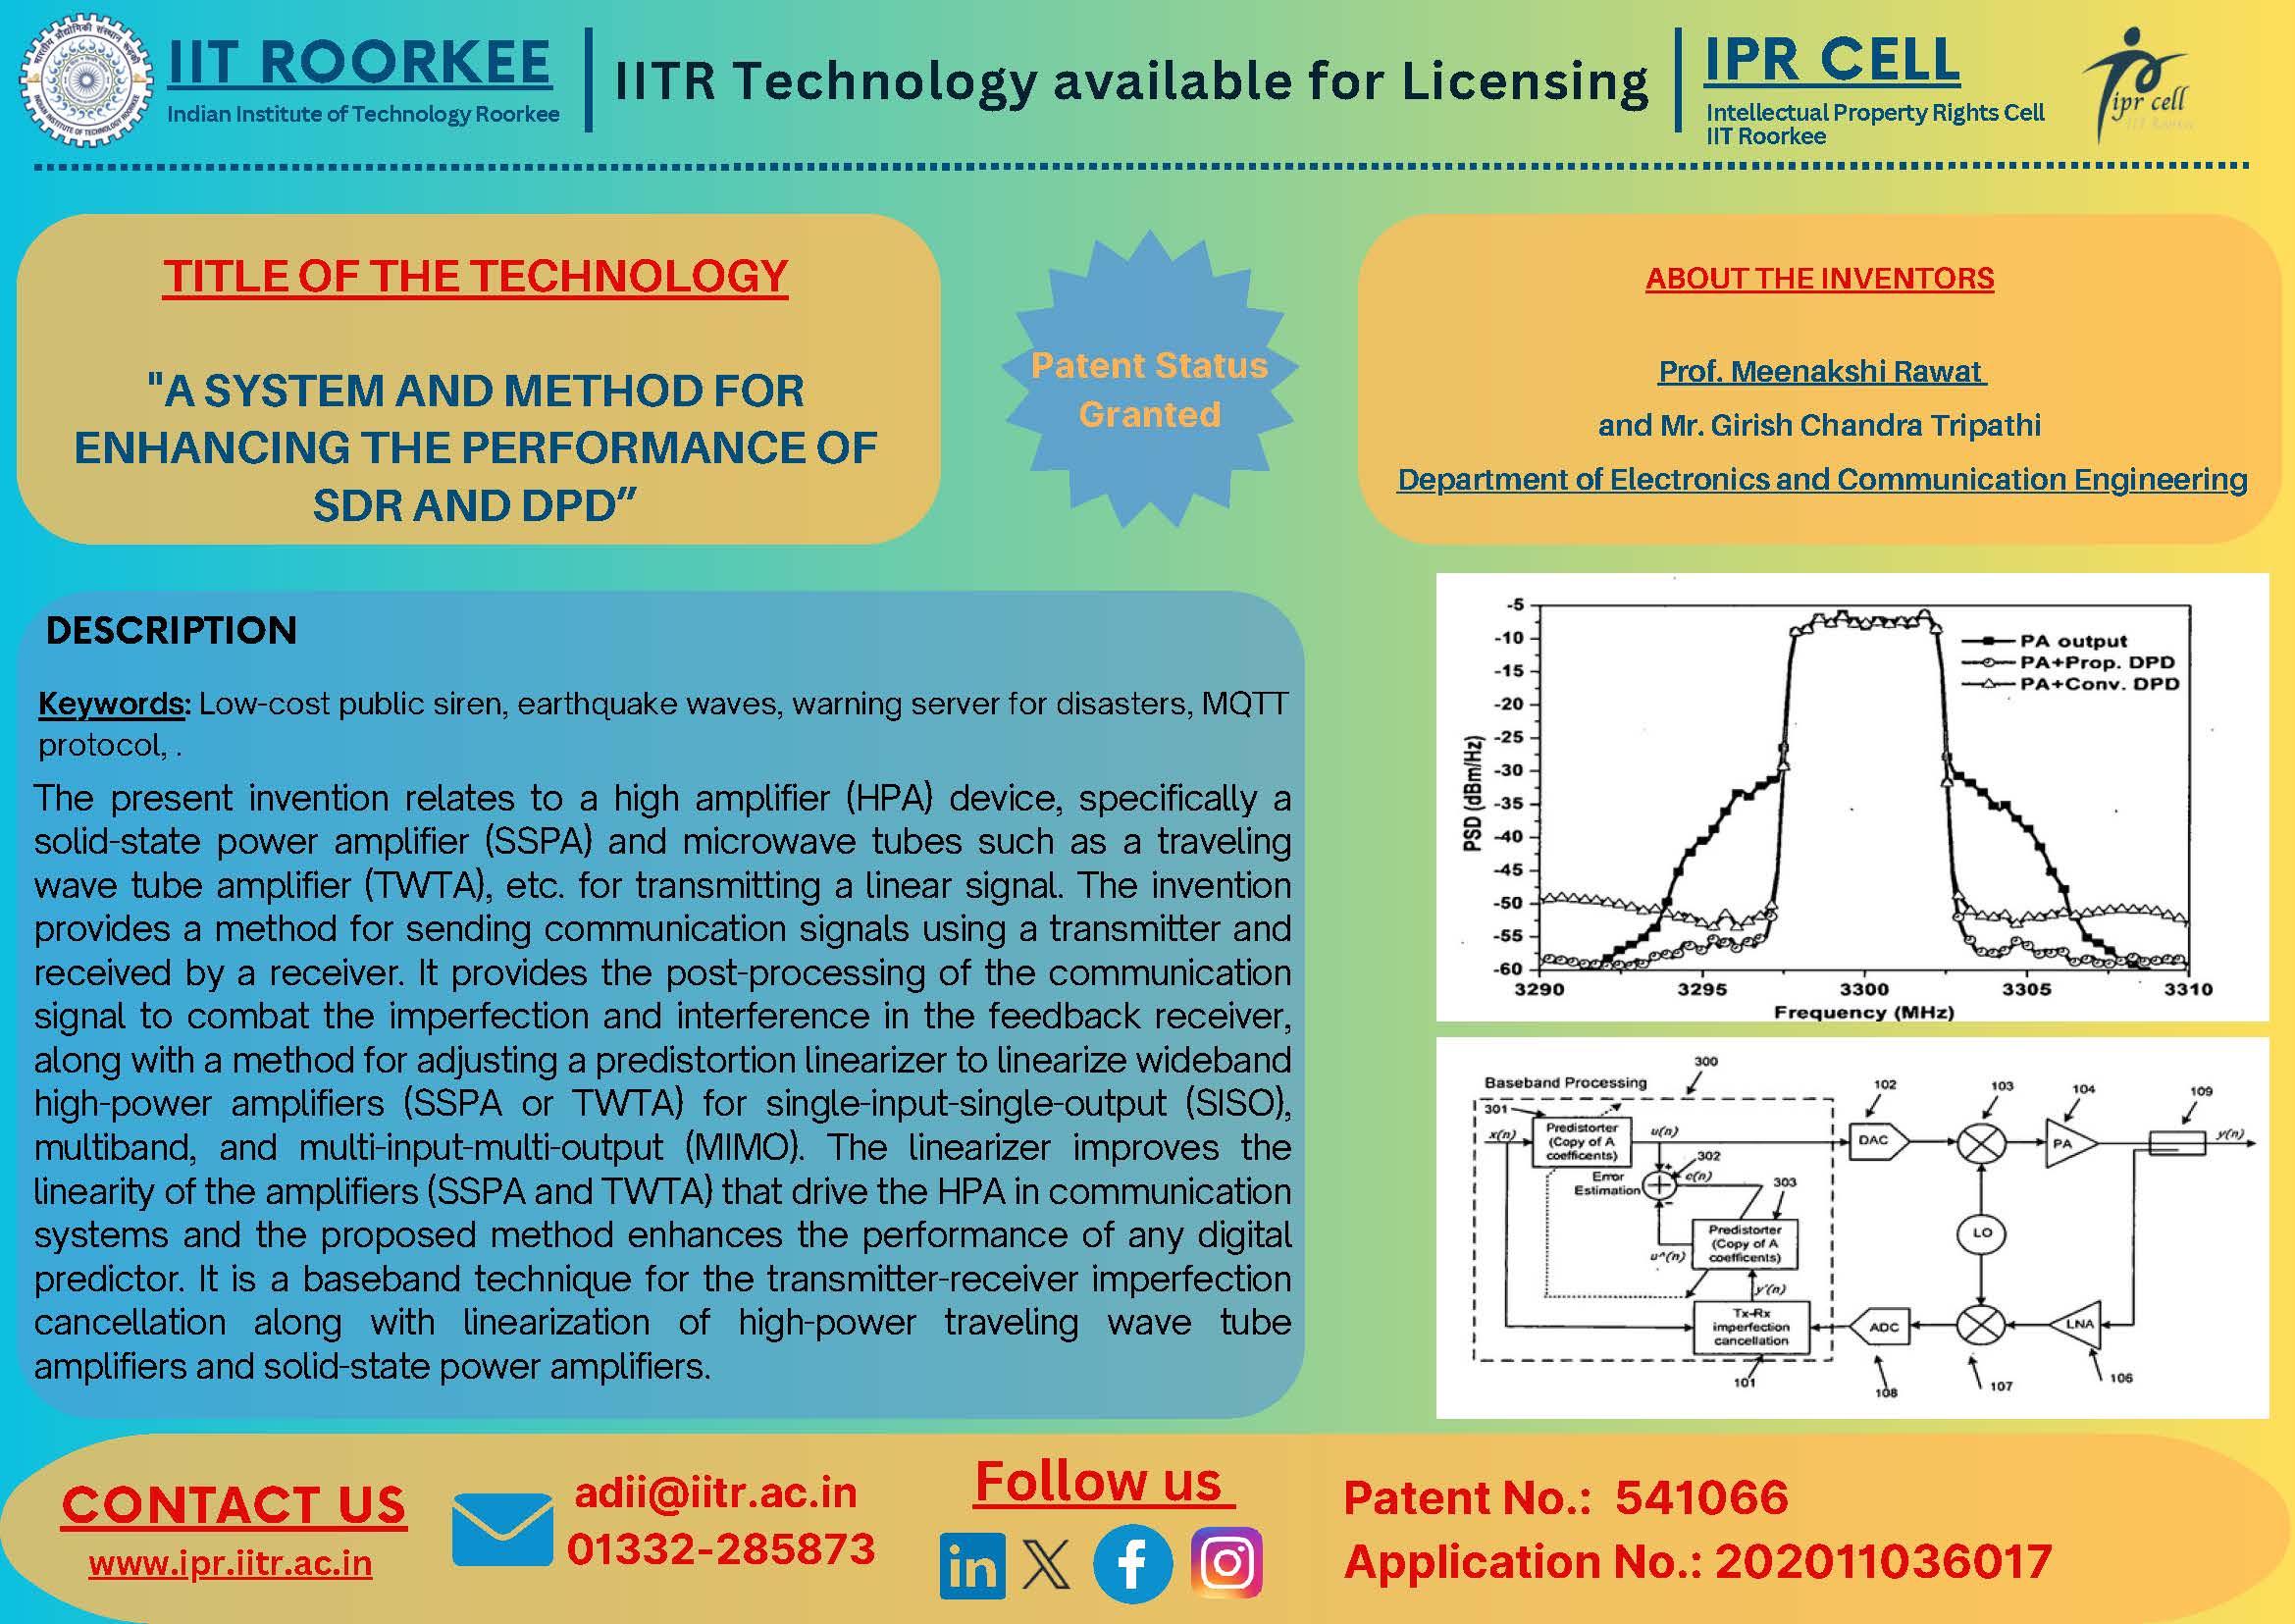 IIT ROORKEE
Indian Institute of Technology Roorkee
IITR Technology available for Licensing
IPR CELL
Intellectual Property Rights Cell
IIT Roorkee
ipr cell
IIT Roorkee
TITLE OF THE TECHNOLOGY
"A SYSTEM AND METHOD FOR
ENHANCING THE PERFORMANCE OF
SDR AND DPD”
Patent Status
Granted
ABOUT THE INVENTORS
Prof. Meenakshi Rawat
and Mr. Girish Chandra Tripathi
Department of Electronics and Communication Engineering
DESCRIPTION
Keywords: Low-cost public siren, earthquake waves, warning server for disasters, MQTT
protocol, .
The present invention relates to a high amplifier (HPA) device, specifically a
solid-state power amplifier (SSPA) and microwave tubes such as a traveling
wave tube amplifier (TWTA), etc. for transmitting a linear signal. The invention
provides a method for sending communication signals using a transmitter and
received by a receiver. It provides the post-processing of the communication
signal to combat the imperfection and interference in the feedback receiver,
along with a method for adjusting a predistortion linearizer to linearize wideband
high-power amplifiers (SSPA or TWTA) for single-input-single-output (SISO),
multiband, and multi-input-multi-output (MIMO). The linearizer improves the
linearity of the amplifiers (SSPA and TWTA) that drive the HPA in communication
systems and the proposed method enhances the performance of any digital
predictor. It is a baseband technique for the transmitter-receiver imperfection
cancellation along with linearization of high-power traveling wave tube
amplifiers and solid-state power amplifiers.
PSD (dBm/Hz)
-5
-10
-15
-20
-25
-30
-35
-40
-45
-50
-55
-60
PA output
PA+Prop. DPD
PA+Conv. DPD
3290 3295 3300 3305 3310
Frequency (MHz)
300
Baseband Processing
102
103
104
109
301
x(n)
Predistorter
(Copy of A
coefficents)
u(n)
DAC
PA
y(n)
302
Error
Estimation
+
-
e(n)
303
Predistorter
(Copy of A
coefficents)
u^(n)
LO
y'(n)
Tx-Rx
imperfection
cancellation
ADC
LNA
101
108
107
106
CONTACT US
www.ipr.iitr.ac.in
adii@iitr.ac.in
01332-285873
Follow us
Patent No.: 541066
Application No.: 202011036017